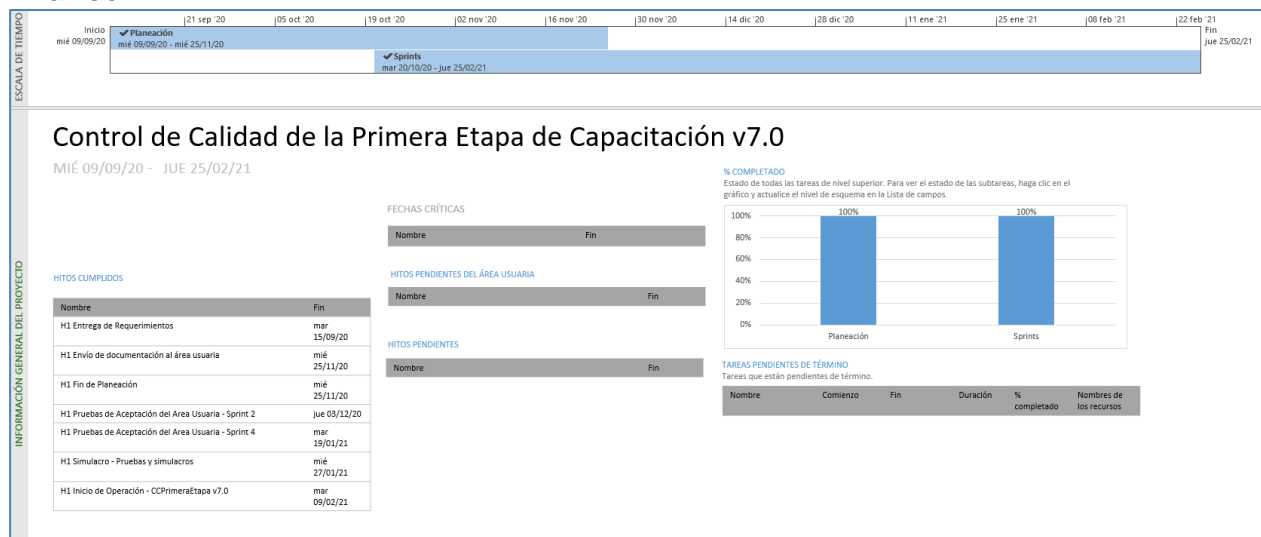 ESCALA DE TIEMPO
|21 sep '20 |05 oct '20 |19 oct '20 |02 nov '20 |16 nov '20 |30 nov '20 |14 dic '20 |28 dic '20 |11 ene '21 |25 ene '21 |08 feb '21 |22 feb '21
Inicio
mié 09/09/20
✔Planeación
mié 09/09/20 - mié 25/11/20
✔Sprints
mar 20/10/20 - jue 25/02/21
Fin
jue 25/02/21
INFORMACIÓN GENERAL DEL PROYECTO
Control de Calidad de la Primera Etapa de Capacitación v7.0
MIÉ 09/09/20 - JUE 25/02/21
HITOS CUMPLIDOS
Nombre Fin
H1 Entrega de Requerimientos mar
15/09/20
H1 Envío de documentación al área usuaria mié
25/11/20
H1 Fin de Planeación mié
25/11/20
H1 Pruebas de Aceptación del Area Usuaria - Sprint 2 jue 03/12/20
H1 Pruebas de Aceptación del Area Usuaria - Sprint 4 mar
19/01/21
H1 Simulacro - Pruebas y simulacros mié
27/01/21
H1 Inicio de Operación - CCPrimeraEtapa v7.0 mar
09/02/21
FECHAS CRÍTICAS
Nombre Fin
HITOS PENDIENTES DEL ÁREA USUARIA
Nombre Fin
HITOS PENDIENTES
Nombre Fin
% COMPLETADO
Estado de todas las tareas de nivel superior. Para ver el estado de las subtareas, haga clic en el
gráfico y actualice el nivel de esquema en la Lista de campos.
100% 100%
100%
80%
60%
40%
20%
0%
Planeación Sprints
TAREAS PENDIENTES DE TÉRMINO
Tareas que están pendientes de término.
Nombre Comienzo Fin Duración % Nombres de
completado los recursos